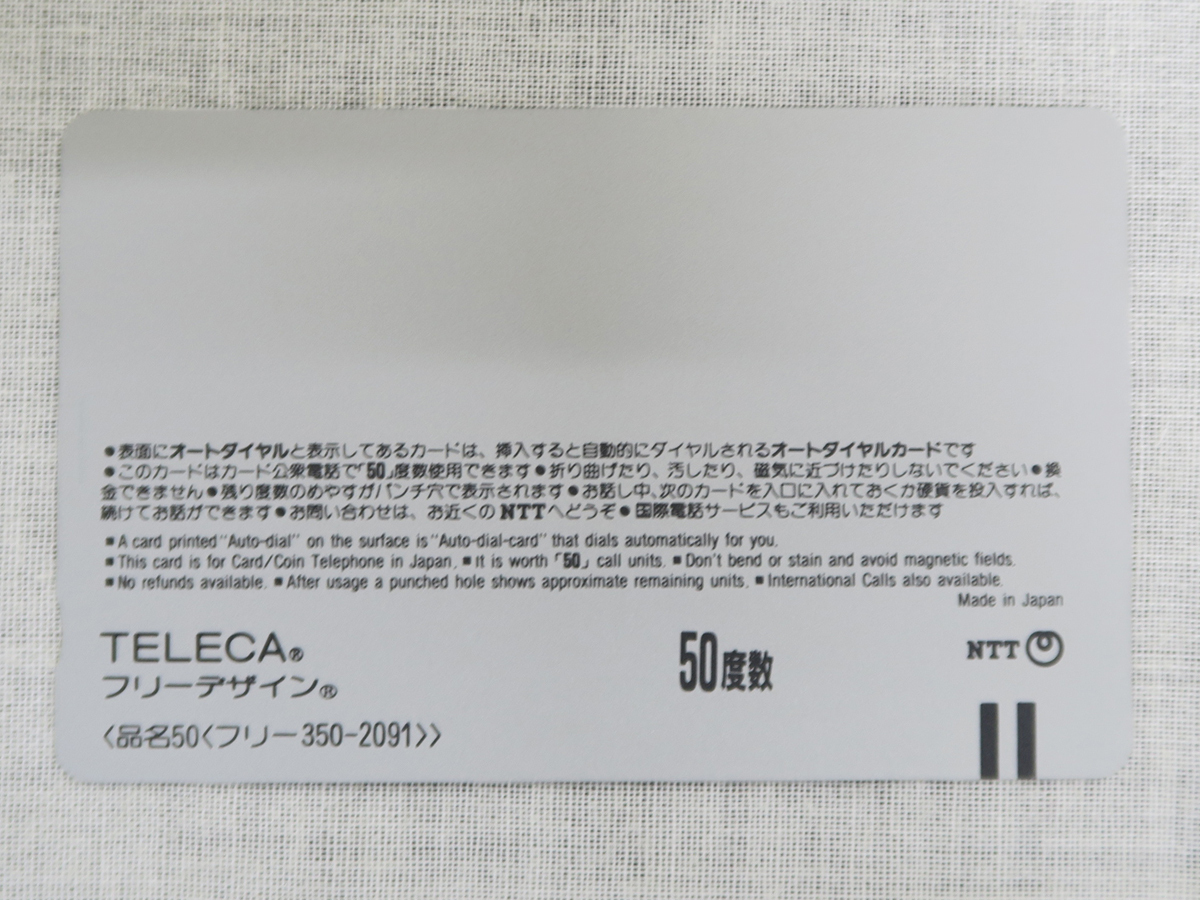 ●表面にオートダイヤルと表示してあるカードは、挿入すると自動的にダイヤルされるオートダイヤルカードです
●このカードはカード公衆電話で「50」度数使用できます●折り曲げたり、汚したり、磁気に近づけたりしないでください●換
金できません●残り度数のめやすがパンチ穴で表示されます●お話し中、次のカードを入口に入れておくか硬貨を投入すれば、
続けてお話ができます●お問い合わせは、お近くのNTTへどうぞ●国際電話サービスもご利用いただけます
■A card printed "Auto-dial" on the surface is "Auto-dial-card" that dials automatically for you.
■This card is for Card/Coin Telephone in Japan. ■It is worth「50」call units. ■Don't bend or stain and avoid magnetic fields.
■No refunds available. ■After usage a punched hole shows approximate remaining units. ■International Calls also available.
Made in Japan
TELECA®
フリーデザイン®
50度数
NTT
〈品名50〈フリー350-2091〉〉